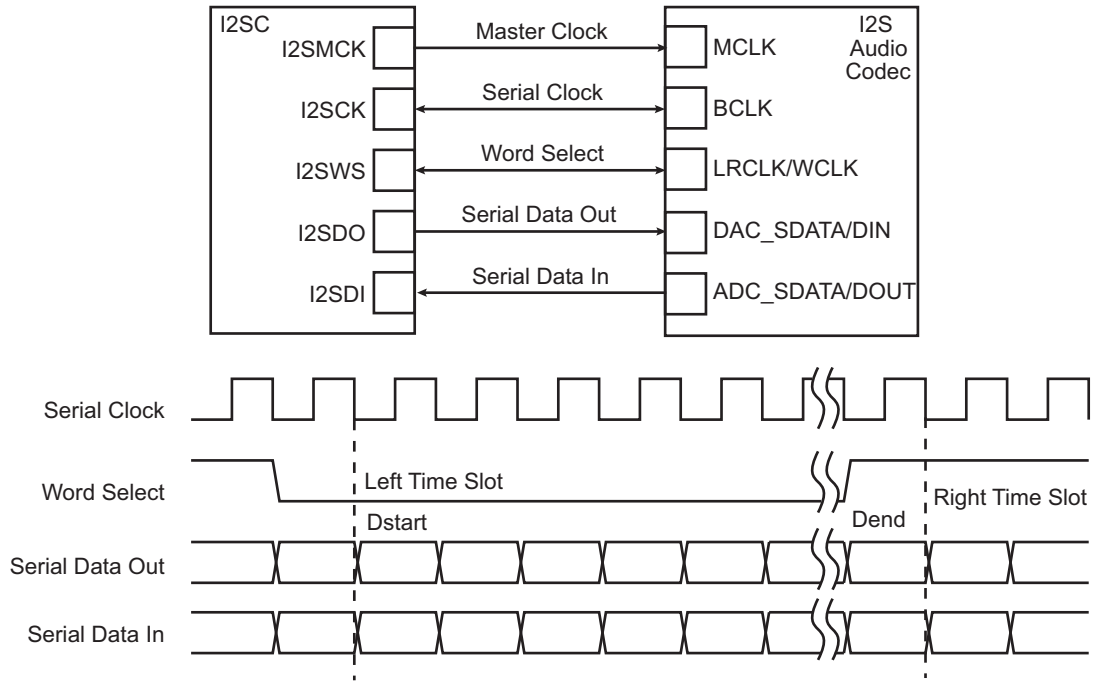 I2SC
I2S
Audio
Codec
I2SMCK
Master Clock
MCLK
I2SCK
Serial Clock
BCLK
I2SWS
Word Select
LRCLK/WCLK
I2SDO
Serial Data Out
DAC_SDATA/DIN
I2SDI
Serial Data In
ADC_SDATA/DOUT
Serial Clock
Word Select
Left Time Slot
Right Time Slot
Dstart
Dend
Serial Data Out
Serial Data In